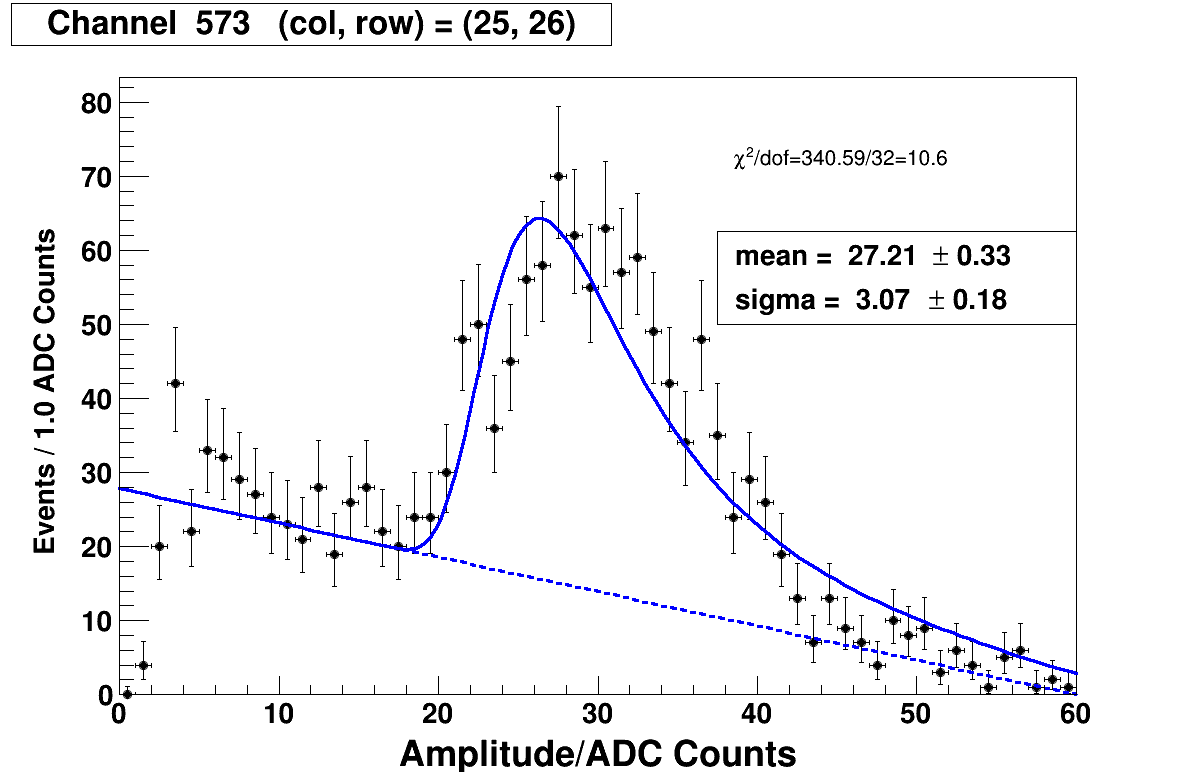 Channel 573 (col, row) = (25, 26)
χ²/dof=340.59/32=10.6
mean = 27.21 ± 0.33
sigma = 3.07 ± 0.18
Events / 1.0 ADC Counts
80
70
60
50
40
30
20
10
0
0 10 20 30 40 50 60
Amplitude/ADC Counts